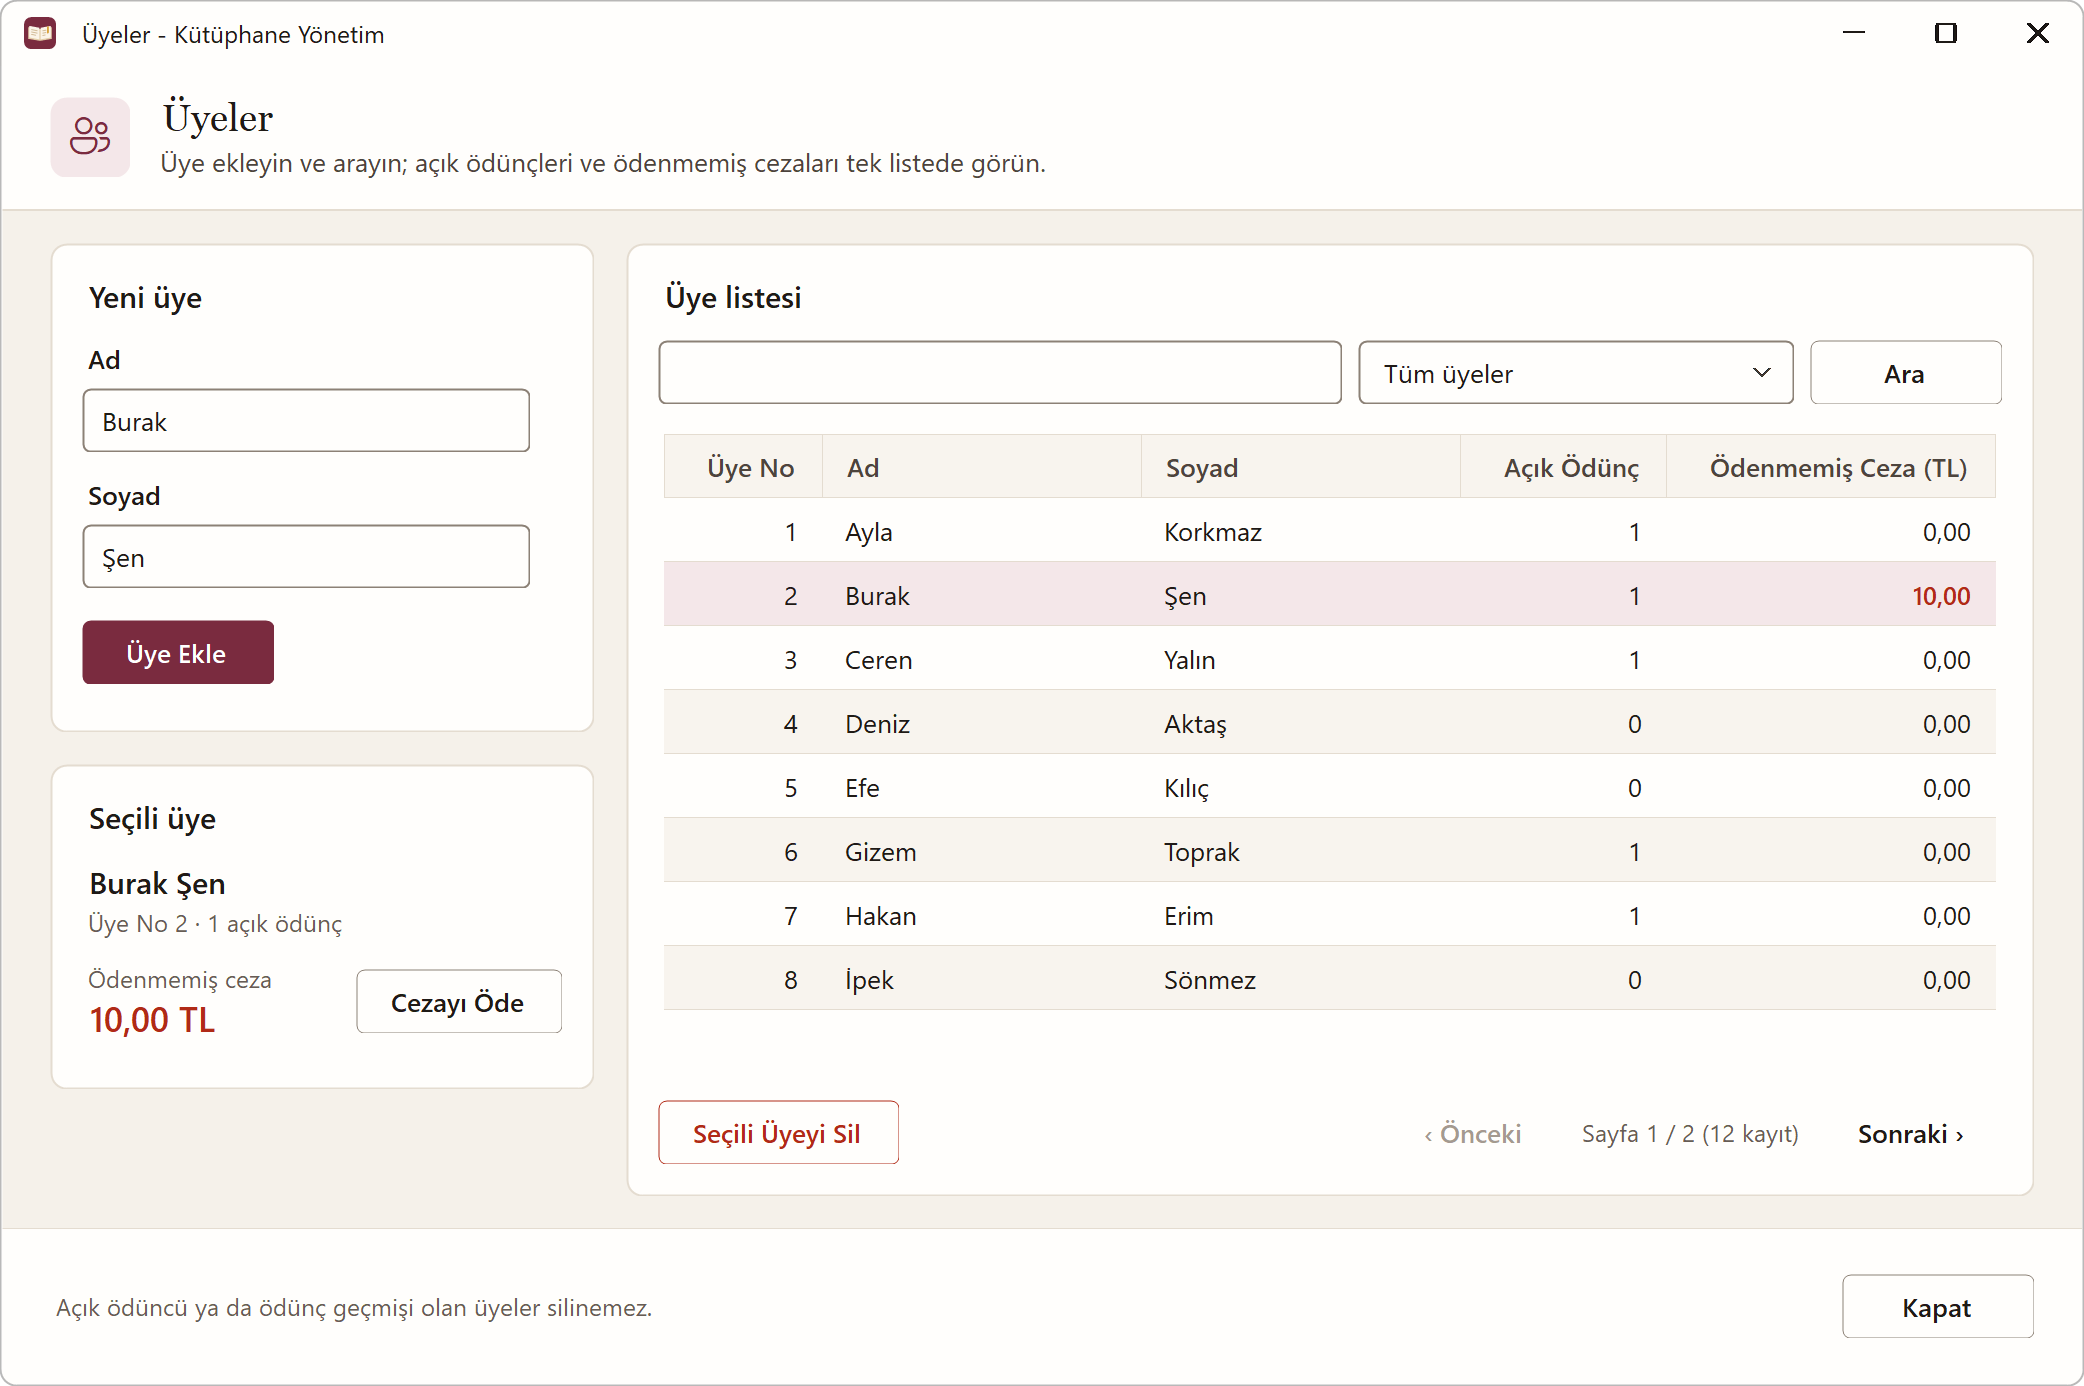 Üyeler - Kütüphane Yönetim
Üyeler
Üye ekleyin ve arayın; açık ödünçleri ve ödenmemiş cezaları tek listede görün.
Yeni üye
Ad
Burak
Soyad
Şen
Üye Ekle
Seçili üye
Burak Şen
Üye No 2 · 1 açık ödünç
Ödenmemiş ceza
10,00 TL
Cezayı Öde
Üye listesi
Tüm üyeler
Ara
Üye No Ad Soyad Açık Ödünç Ödenmemiş Ceza (TL)
1 Ayla Korkmaz 1 0,00
2 Burak Şen 1 10,00
3 Ceren Yalın 1 0,00
4 Deniz Aktaş 0 0,00
5 Efe Kılıç 0 0,00
6 Gizem Toprak 1 0,00
7 Hakan Erim 1 0,00
8 İpek Sönmez 0 0,00
Seçili Üyeyi Sil
‹ Önceki Sayfa 1 / 2 (12 kayıt) Sonraki ›
Açık ödüncü ya da ödünç geçmişi olan üyeler silinemez.
Kapat